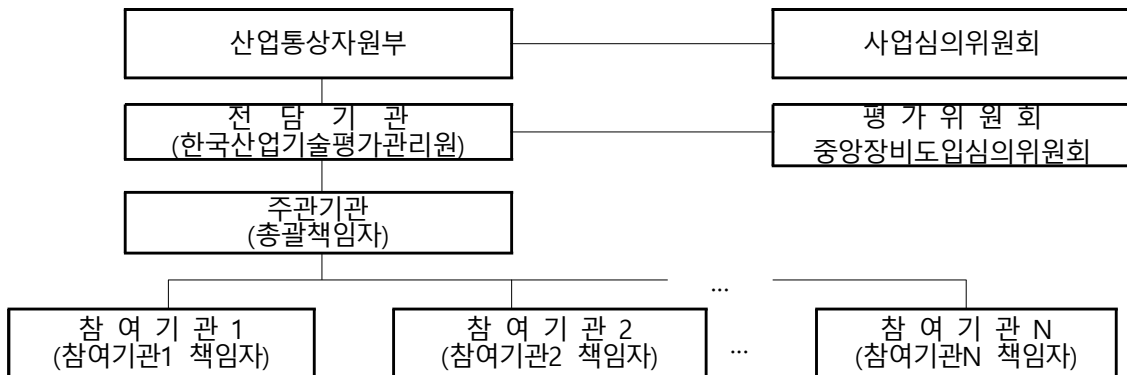 산업통상자원부
사업심의위원회
전 담 기 관
(한국산업기술평가관리원)
평 가 위 원 회
중앙장비도입심의위원회
주관기관
(총괄책임자)
...
참 여 기 관 1
(참여기관1 책임자)
참 여 기 관 2
(참여기관2 책임자)
...
참 여 기 관 N
(참여기관N 책임자)